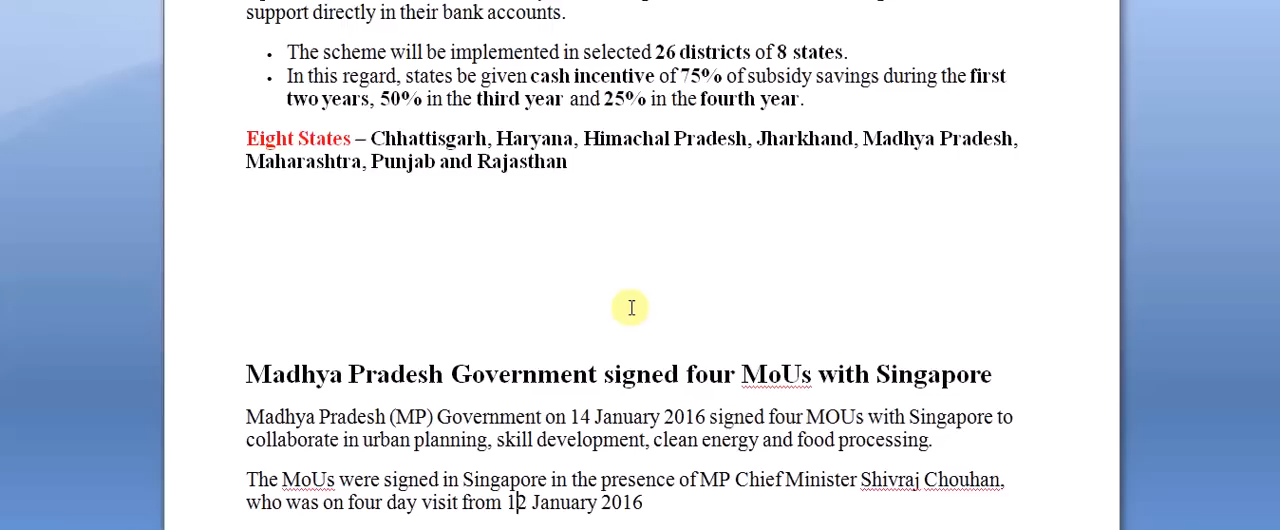 support directly in their bank accounts.
• The scheme will be implemented in selected 26 districts of 8 states.
• In this regard, states be given cash incentive of 75% of subsidy savings during the first
two years, 50% in the third year and 25% in the fourth year.
Eight States – Chhattisgarh, Haryana, Himachal Pradesh, Jharkhand, Madhya Pradesh,
Maharashtra, Punjab and Rajasthan
Madhya Pradesh Government signed four MoUs with Singapore
Madhya Pradesh (MP) Government on 14 January 2016 signed four MOUs with Singapore to
collaborate in urban planning, skill development, clean energy and food processing.
The MoUs were signed in Singapore in the presence of MP Chief Minister Shivraj Chouhan,
who was on four day visit from 12 January 2016